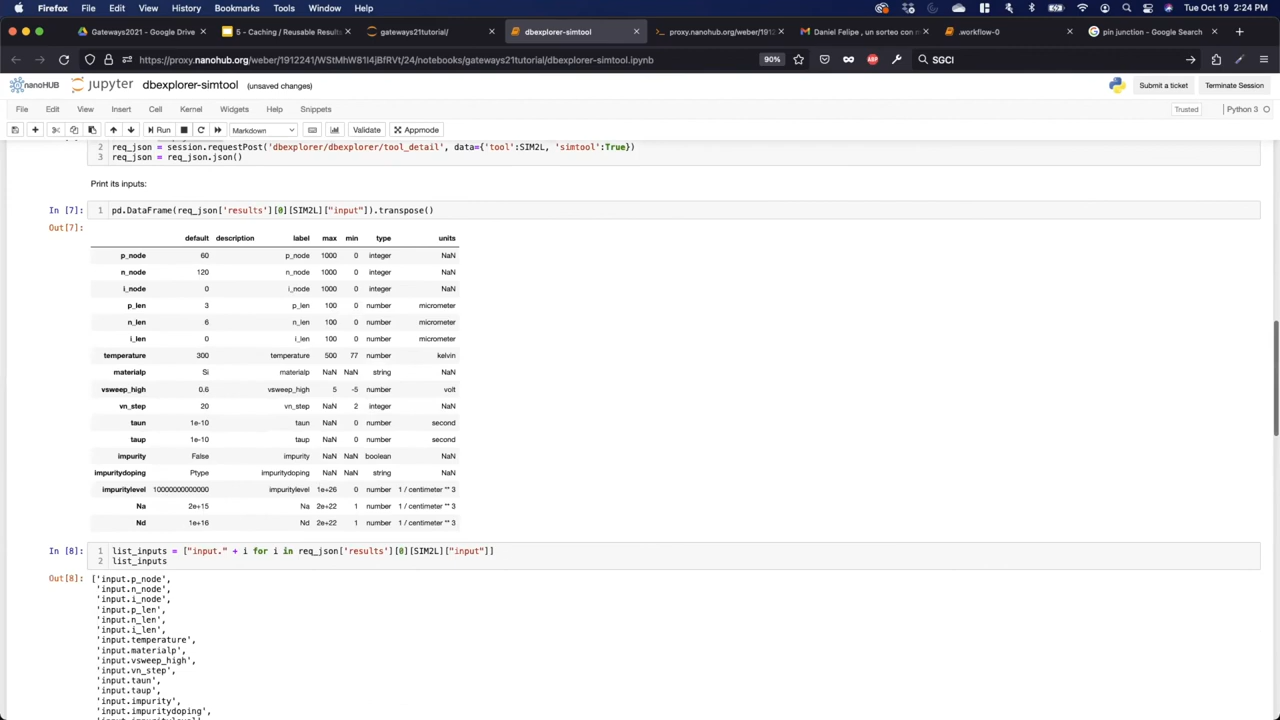 Firefox File Edit View History Bookmarks Tools Window Help Tue Oct 19 2:24 PM
Gateways2021 - Google Drive 5 - Caching / Reusable Results gateways21tutorial/ dbexplorer-simtool proxy.nanohub.org/weber/1912 Daniel Felipe , un sorteo con n .workflow-0 pin junction - Google Search
https://proxy.nanohub.org/weber/1912241/WStMhW81I4jBfRVt/24/notebooks/gateways21tutorial/dbexplorer-simtool.ipynb 90% SGCI
nanoHUB jupyter dbexplorer-simtool (unsaved changes) Submit a ticket Terminate Session
File Edit View Insert Cell Kernel Widgets Help Snippets Trusted Python 3
Run Markdown Validate Appmode
2 req_json = session.requestPost('dbexplorer/dbexplorer/tool_detail', data={'tool':SIM2L, 'simtool':True})
3 req_json = req_json.json()
Print its inputs:
In [7]: 1 pd.DataFrame(req_json['results'][0][SIM2L]["input"]).transpose()
Out[7]:
default description label max min type units
p_node 60 p_node 1000 0 integer NaN
n_node 120 n_node 1000 0 integer NaN
i_node 0 i_node 1000 0 integer NaN
p_len 3 p_len 100 0 number micrometer
n_len 6 n_len 100 0 number micrometer
i_len 0 i_len 100 0 number micrometer
temperature 300 temperature 500 77 number kelvin
materialp Si materialp NaN NaN string NaN
vsweep_high 0.6 vsweep_high 5 -5 number volt
vn_step 20 vn_step NaN 2 integer NaN
taun 1e-10 taun NaN 0 number second
taup 1e-10 taup NaN 0 number second
impurity False impurity NaN NaN boolean NaN
impuritydoping Ptype impuritydoping NaN NaN string NaN
impuritylevel 10000000000000 impuritylevel 1e+26 0 number 1 / centimeter ** 3
Na 2e+15 Na 2e+22 1 number 1 / centimeter ** 3
Nd 1e+16 Nd 2e+22 1 number 1 / centimeter ** 3
In [8]: 1 list_inputs = ["input." + i for i in req_json['results'][0][SIM2L]["input"]]
2 list_inputs
Out[8]: ['input.p_node',
'input.n_node',
'input.i_node',
'input.p_len',
'input.n_len',
'input.i_len',
'input.temperature',
'input.materialp',
'input.vsweep_high',
'input.vn_step',
'input.taun',
'input.taup',
'input.impurity',
'input.impuritydoping',
'input.impuritylevel',